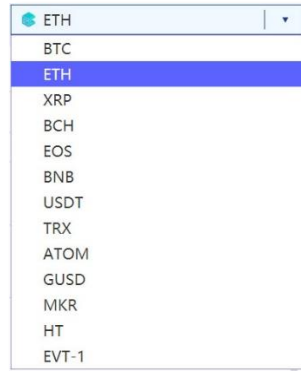 ETH
BTC
ETH
XRP
BCH
EOS
BNB
USDT
TRX
ATOM
GUSD
MKR
HT
EVT-1